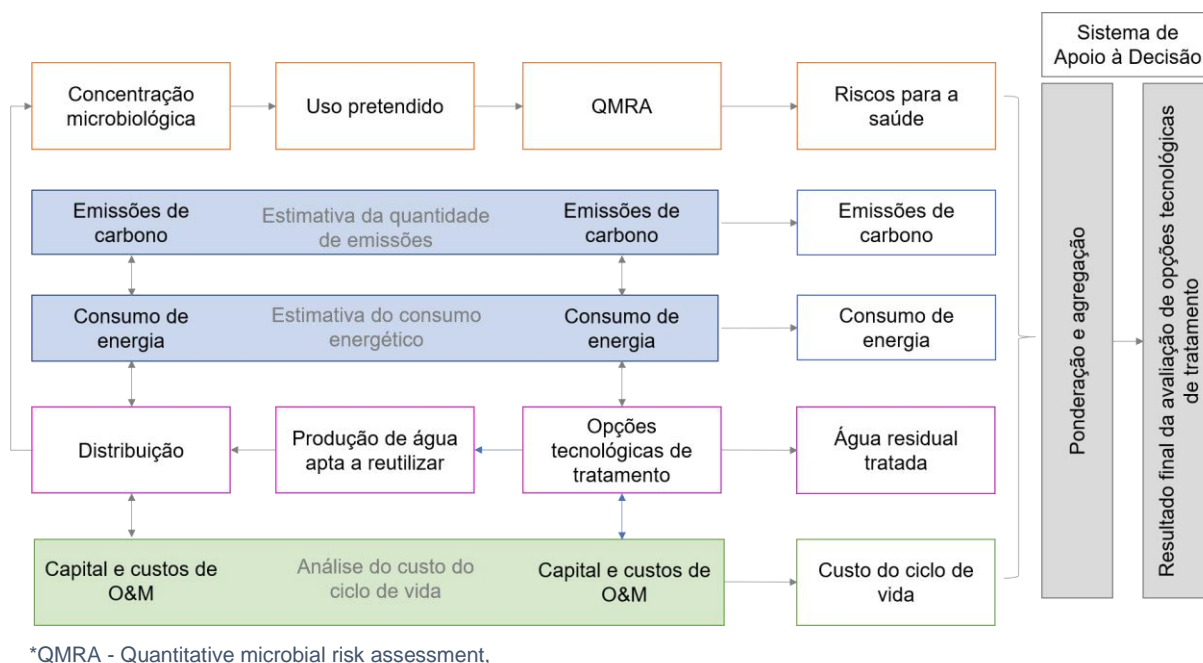 Sistema de
Apoio à Decisão
Concentração
microbiológica
Uso pretendido
QMRA
Riscos para a
saúde
Emissões de
carbono
Estimativa da quantidade
de emissões
Emissões de
carbono
Emissões de
carbono
Consumo de
energia
Estimativa do consumo
energético
Consumo de
energia
Consumo de
energia
Distribuição
Produção de água
apta a reutilizar
Opções
tecnológicas de
tratamento
Água residual
tratada
Capital e custos de
O&M
Análise do custo do
ciclo de vida
Capital e custos de
O&M
Custo do ciclo de
vida
Ponderação e agregação
Resultado final da avaliação de opções tecnológicas
de tratamento
*QMRA - Quantitative microbial risk assessment,